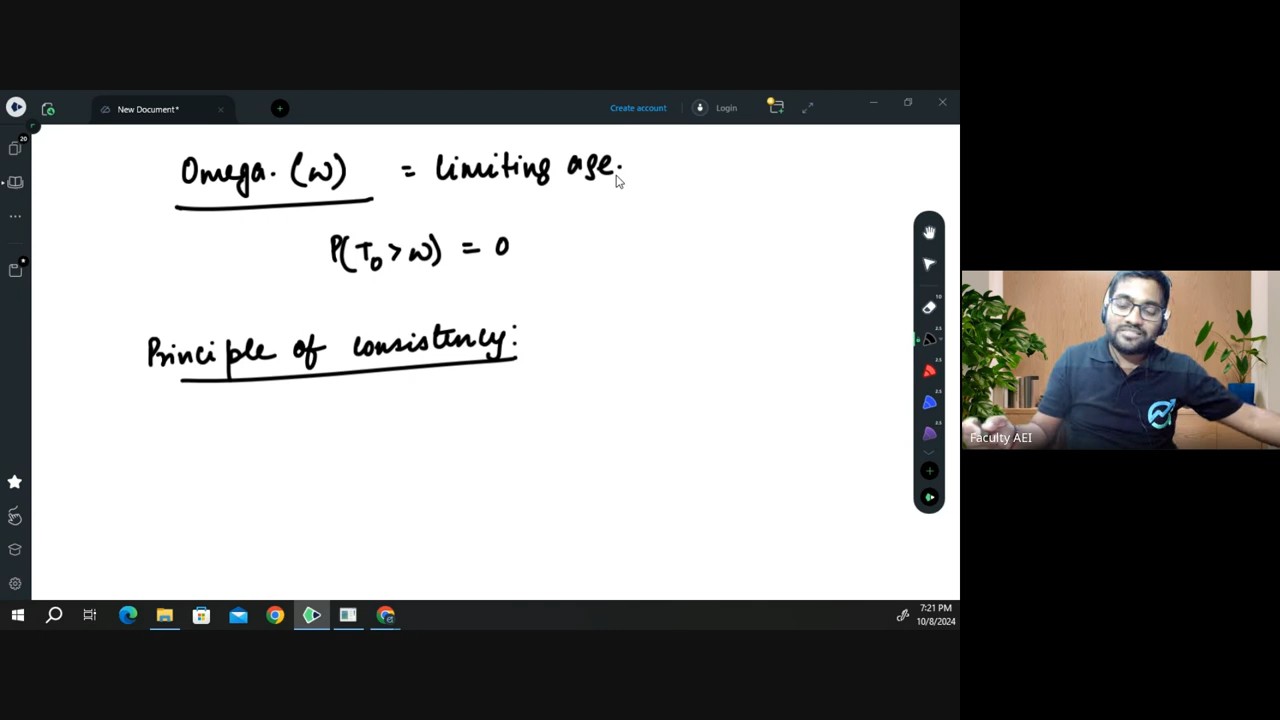 New Document*
Create account
Login
Omega. (ω) = limiting age.
P(T₀ > ω) = 0
Principle of consistency:
Faculty AEI
7:21 PM
10/8/2024